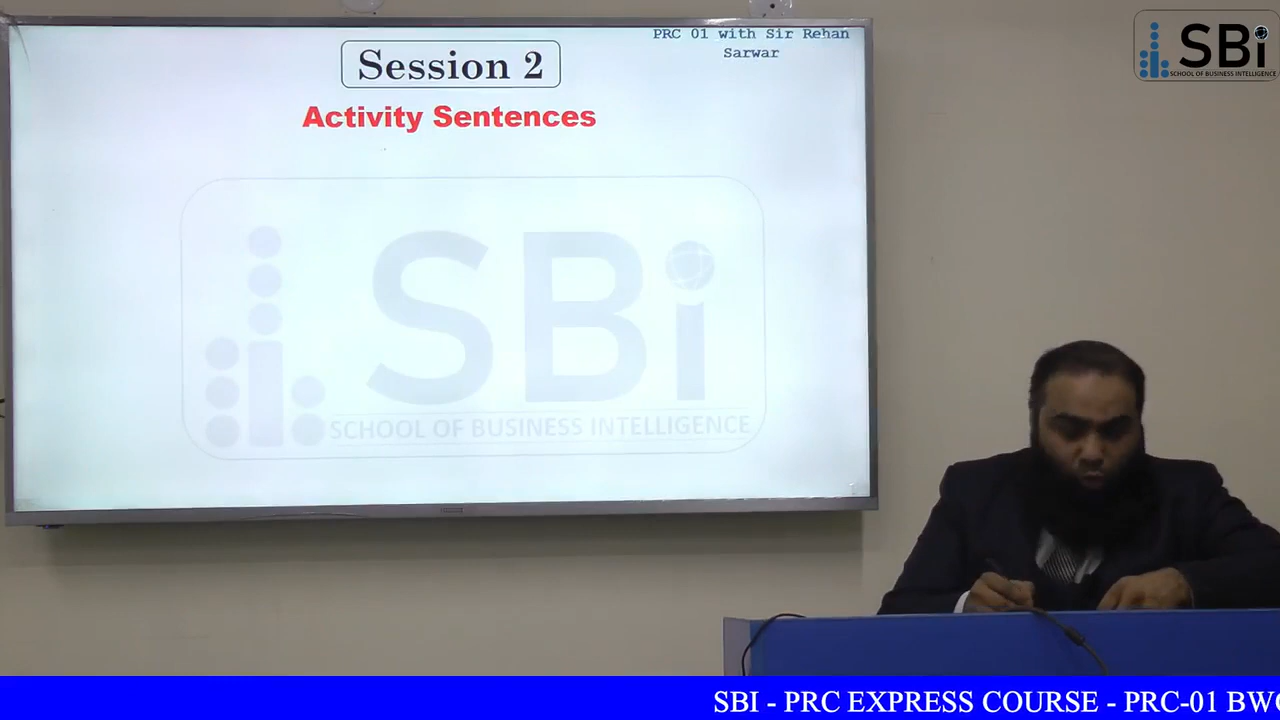 PRC 01 with Sir Rehan
Sarwar
Session 2
Activity Sentences
SBi
SCHOOL OF BUSINESS INTELLIGENCE
SBi
SCHOOL OF BUSINESS INTELLIGENCE
SBI - PRC EXPRESS COURSE - PRC-01 BW